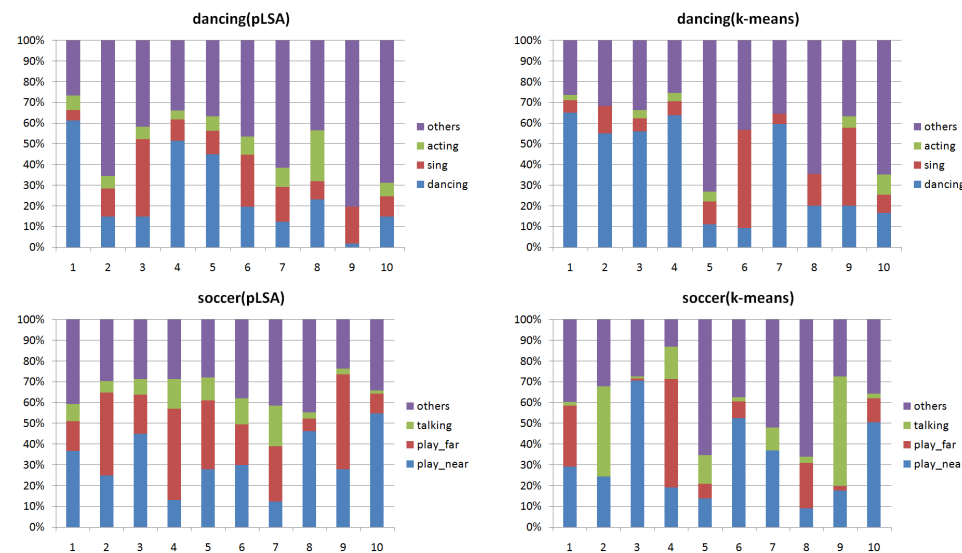 dancing(pLSA)
100%
90%
80%
70%
60%
50%
40%
30%
20%
10%
0%
1 2 3 4 5 6 7 8 9 10
others
acting
sing
dancing
dancing(k-means)
100%
90%
80%
70%
60%
50%
40%
30%
20%
10%
0%
1 2 3 4 5 6 7 8 9 10
others
acting
sing
dancing
soccer(pLSA)
100%
90%
80%
70%
60%
50%
40%
30%
20%
10%
0%
1 2 3 4 5 6 7 8 9 10
others
talking
play_far
play_near
soccer(k-means)
100%
90%
80%
70%
60%
50%
40%
30%
20%
10%
0%
1 2 3 4 5 6 7 8 9 10
others
talking
play_far
play_near